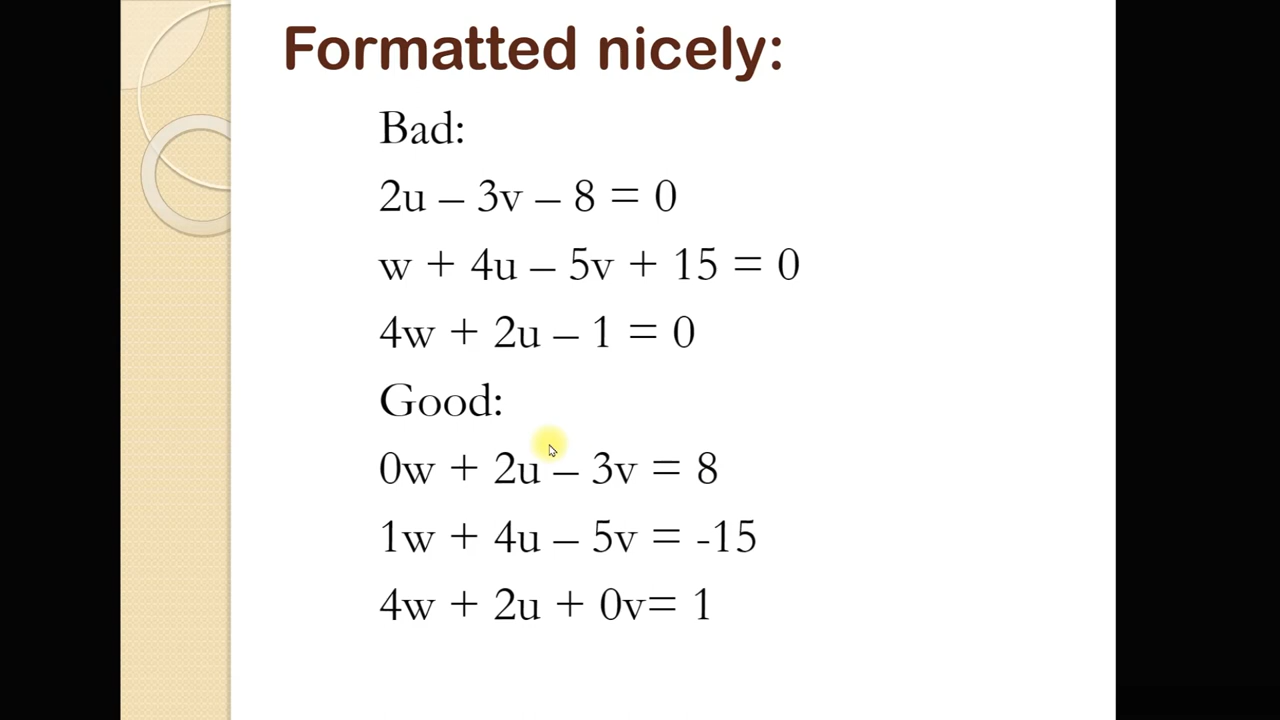 Formatted nicely:
Bad:
2u – 3v – 8 = 0
w + 4u – 5v + 15 = 0
4w + 2u – 1 = 0
Good:
0w + 2u – 3v = 8
1w + 4u – 5v = -15
4w + 2u + 0v= 1